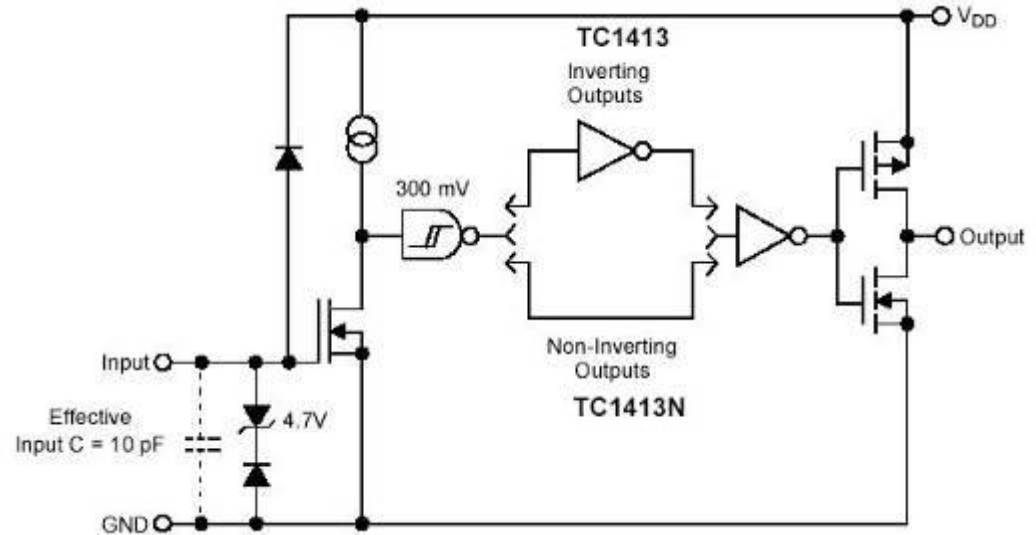 V_DD
TC1413
Inverting
Outputs
300 mV
Output
Input
Non-Inverting
Outputs
TC1413N
4.7V
Effective
Input C = 10 pF
GND